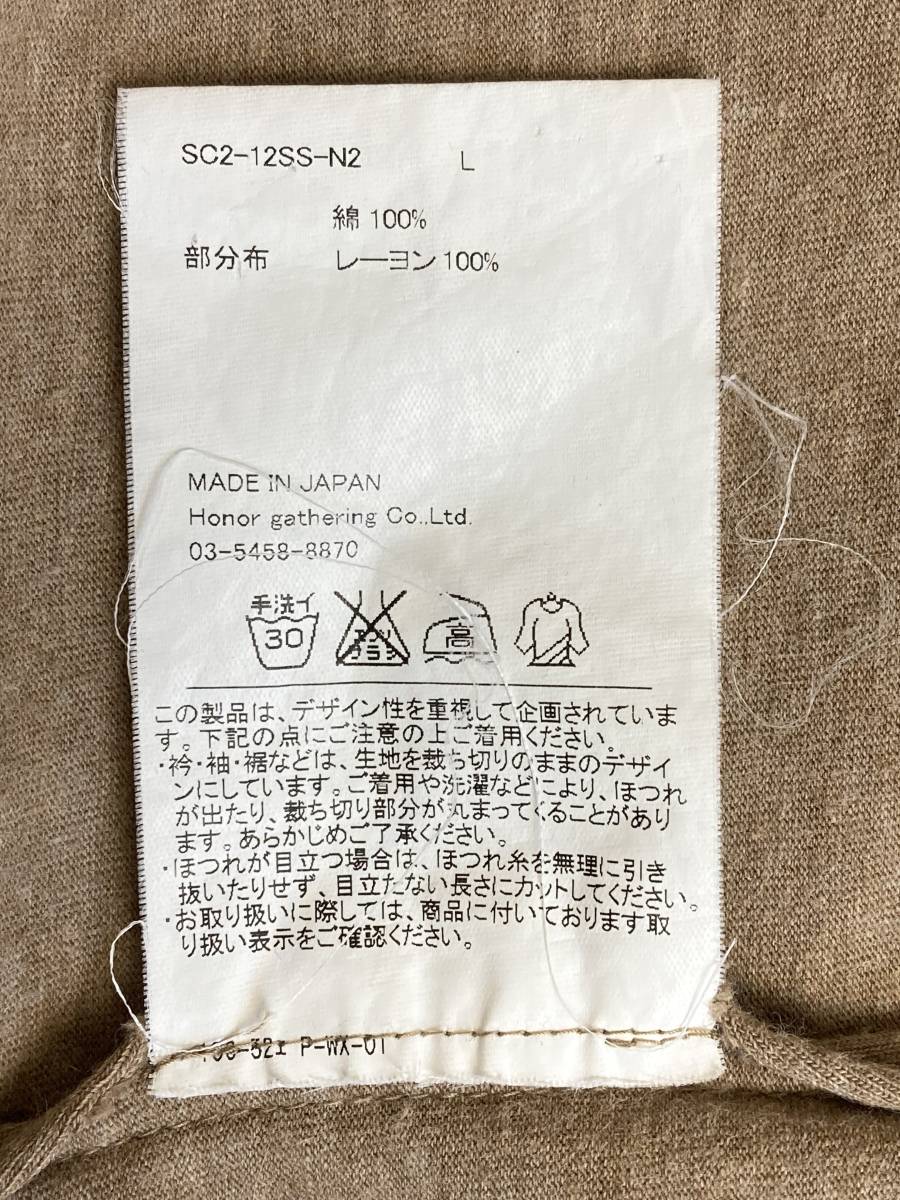 SC2-12SS-N2 L
綿 100%
部分布 レーヨン 100%
MADE IN JAPAN
Honor gathering Co.,Ltd.
03-5458-8870
手洗イ
30
エンソ
サラシ
高
この製品は、デザイン性を重視して企画されていま
す。下記の点にご注意の上ご着用ください。
・衿・袖・裾などは、生地を裁ち切りのままのデザイ
ンにしています。ご着用や洗濯などにより、ほつれ
が出たり、裁ち切り部分が丸まってくることがあり
ます。あらかじめご了承ください。
・ほつれが目立つ場合は、ほつれ糸を無理に引き
抜いたりせず、目立たない長さにカットしてください。
・お取り扱いに際しては、商品に付いております取
り扱い表示をご確認ください。
P-WX-01